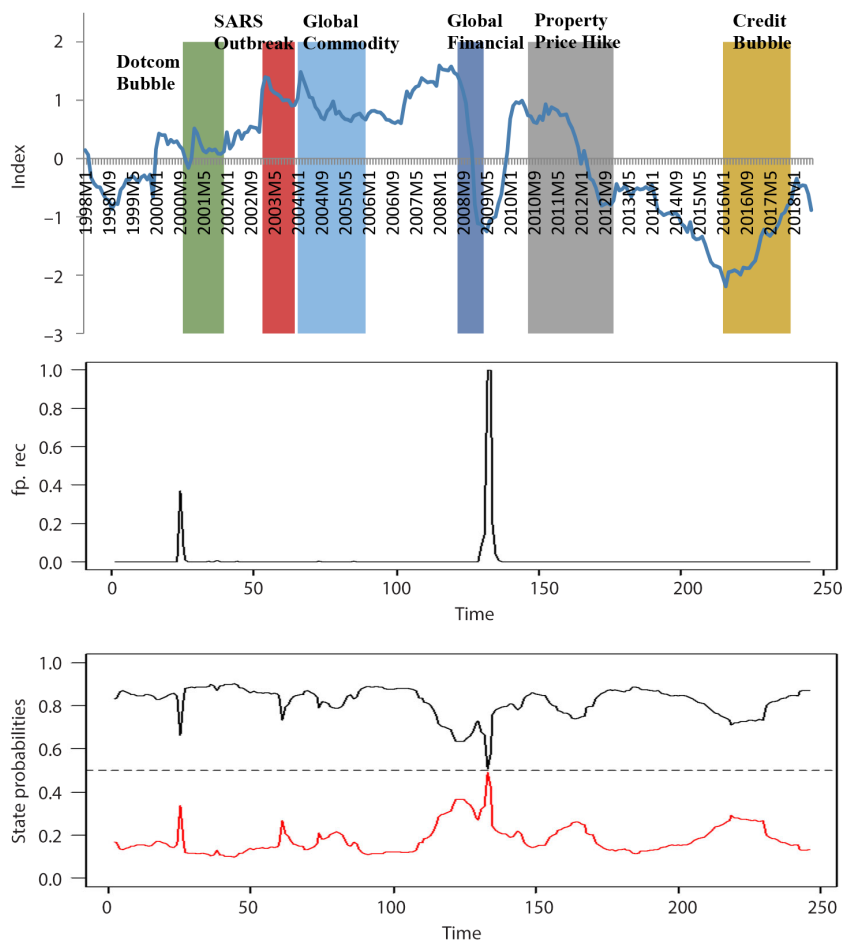 SARS
Outbreak
Global
Commodity
Global
Financial
Property
Price Hike
Credit
Bubble
Dotcom
Bubble
Index
2
1
0
−1
−2
−3
1998M1
1998M9
1999M5
2000M1
2000M9
2001M5
2002M1
2002M9
2003M5
2004M1
2004M9
2005M5
2006M1
2006M9
2007M5
2008M1
2008M9
2009M5
2010M1
2010M9
2011M5
2012M1
2012M9
2013M5
2014M1
2014M9
2015M5
2016M1
2016M9
2017M5
2018M1
fp. rec
1.0
0.8
0.6
0.4
0.2
0.0
0 50 100 150 200 250
Time
State probabilities
1.0
0.8
0.6
0.4
0.2
0.0
0 50 100 150 200 250
Time